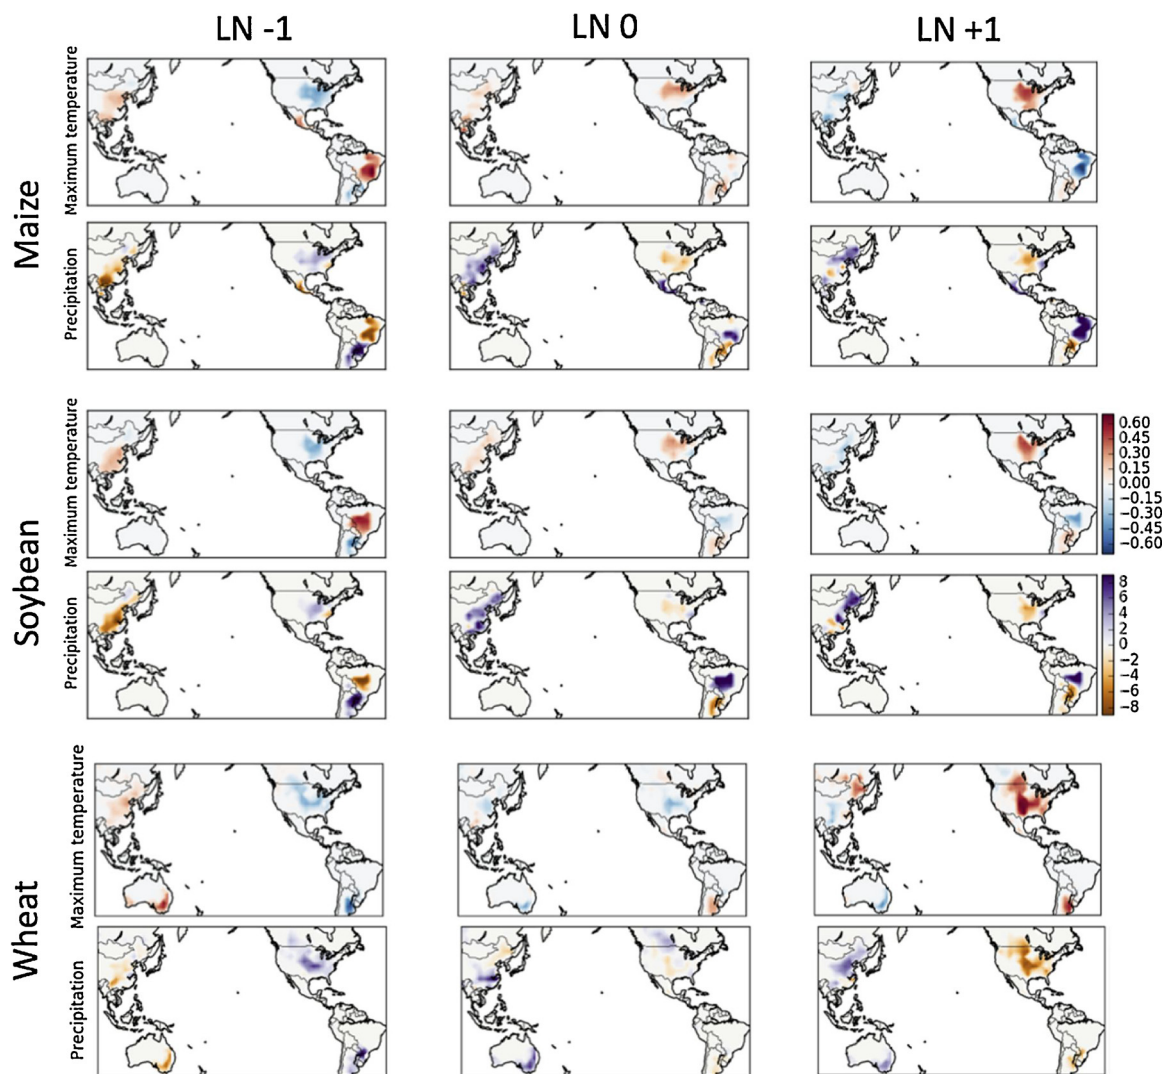 LN -1 LN 0 LN +1
Maize
Maximum temperature
Precipitation
Soybean
Maximum temperature
0.60
0.45
0.30
0.15
0.00
−0.15
−0.30
−0.45
−0.60
Precipitation
8
6
4
2
0
−2
−4
−6
−8
Wheat
Maximum temperature
Precipitation